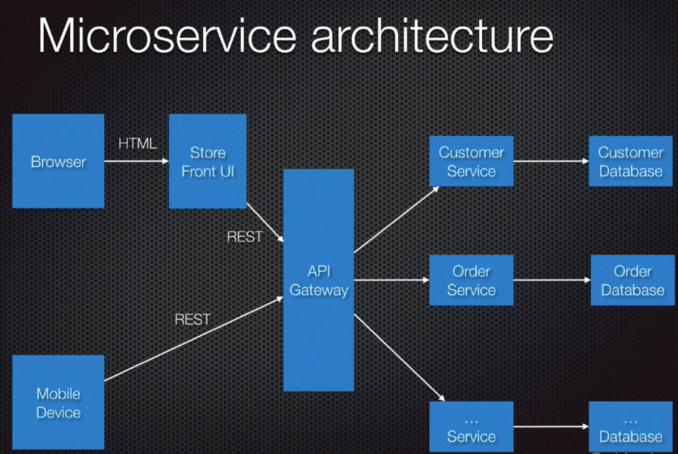 Microservice architecture
Browser
HTML
Store
Front UI
Customer
Service
Customer
Database
REST
API
Gateway
Order
Service
Order
Database
REST
Mobile
Device
...
Service
...
Database